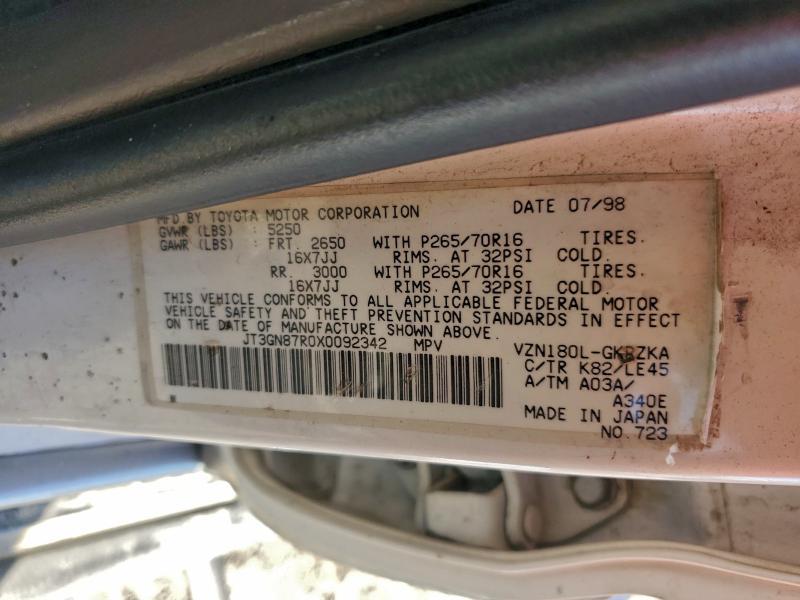 MFD BY TOYOTA MOTOR CORPORATION DATE 07/98
GVWR (LBS) : 5250
GAWR (LBS) : FRT. 2650 WITH P265/70R16 TIRES.
16X7JJ RIMS. AT 32PSI COLD.
RR. 3000 WITH P265/70R16 TIRES.
16X7JJ RIMS. AT 32PSI COLD.
THIS VEHICLE CONFORMS TO ALL APPLICABLE FEDERAL MOTOR
VEHICLE SAFETY AND THEFT PREVENTION STANDARDS IN EFFECT
ON THE DATE OF MANUFACTURE SHOWN ABOVE.
JT3GN87R0X0092342 MPV VZN180L-GKRZKA
C/TR K82/LE45
A/TM A03A/
A340E
MADE IN JAPAN
NO.723